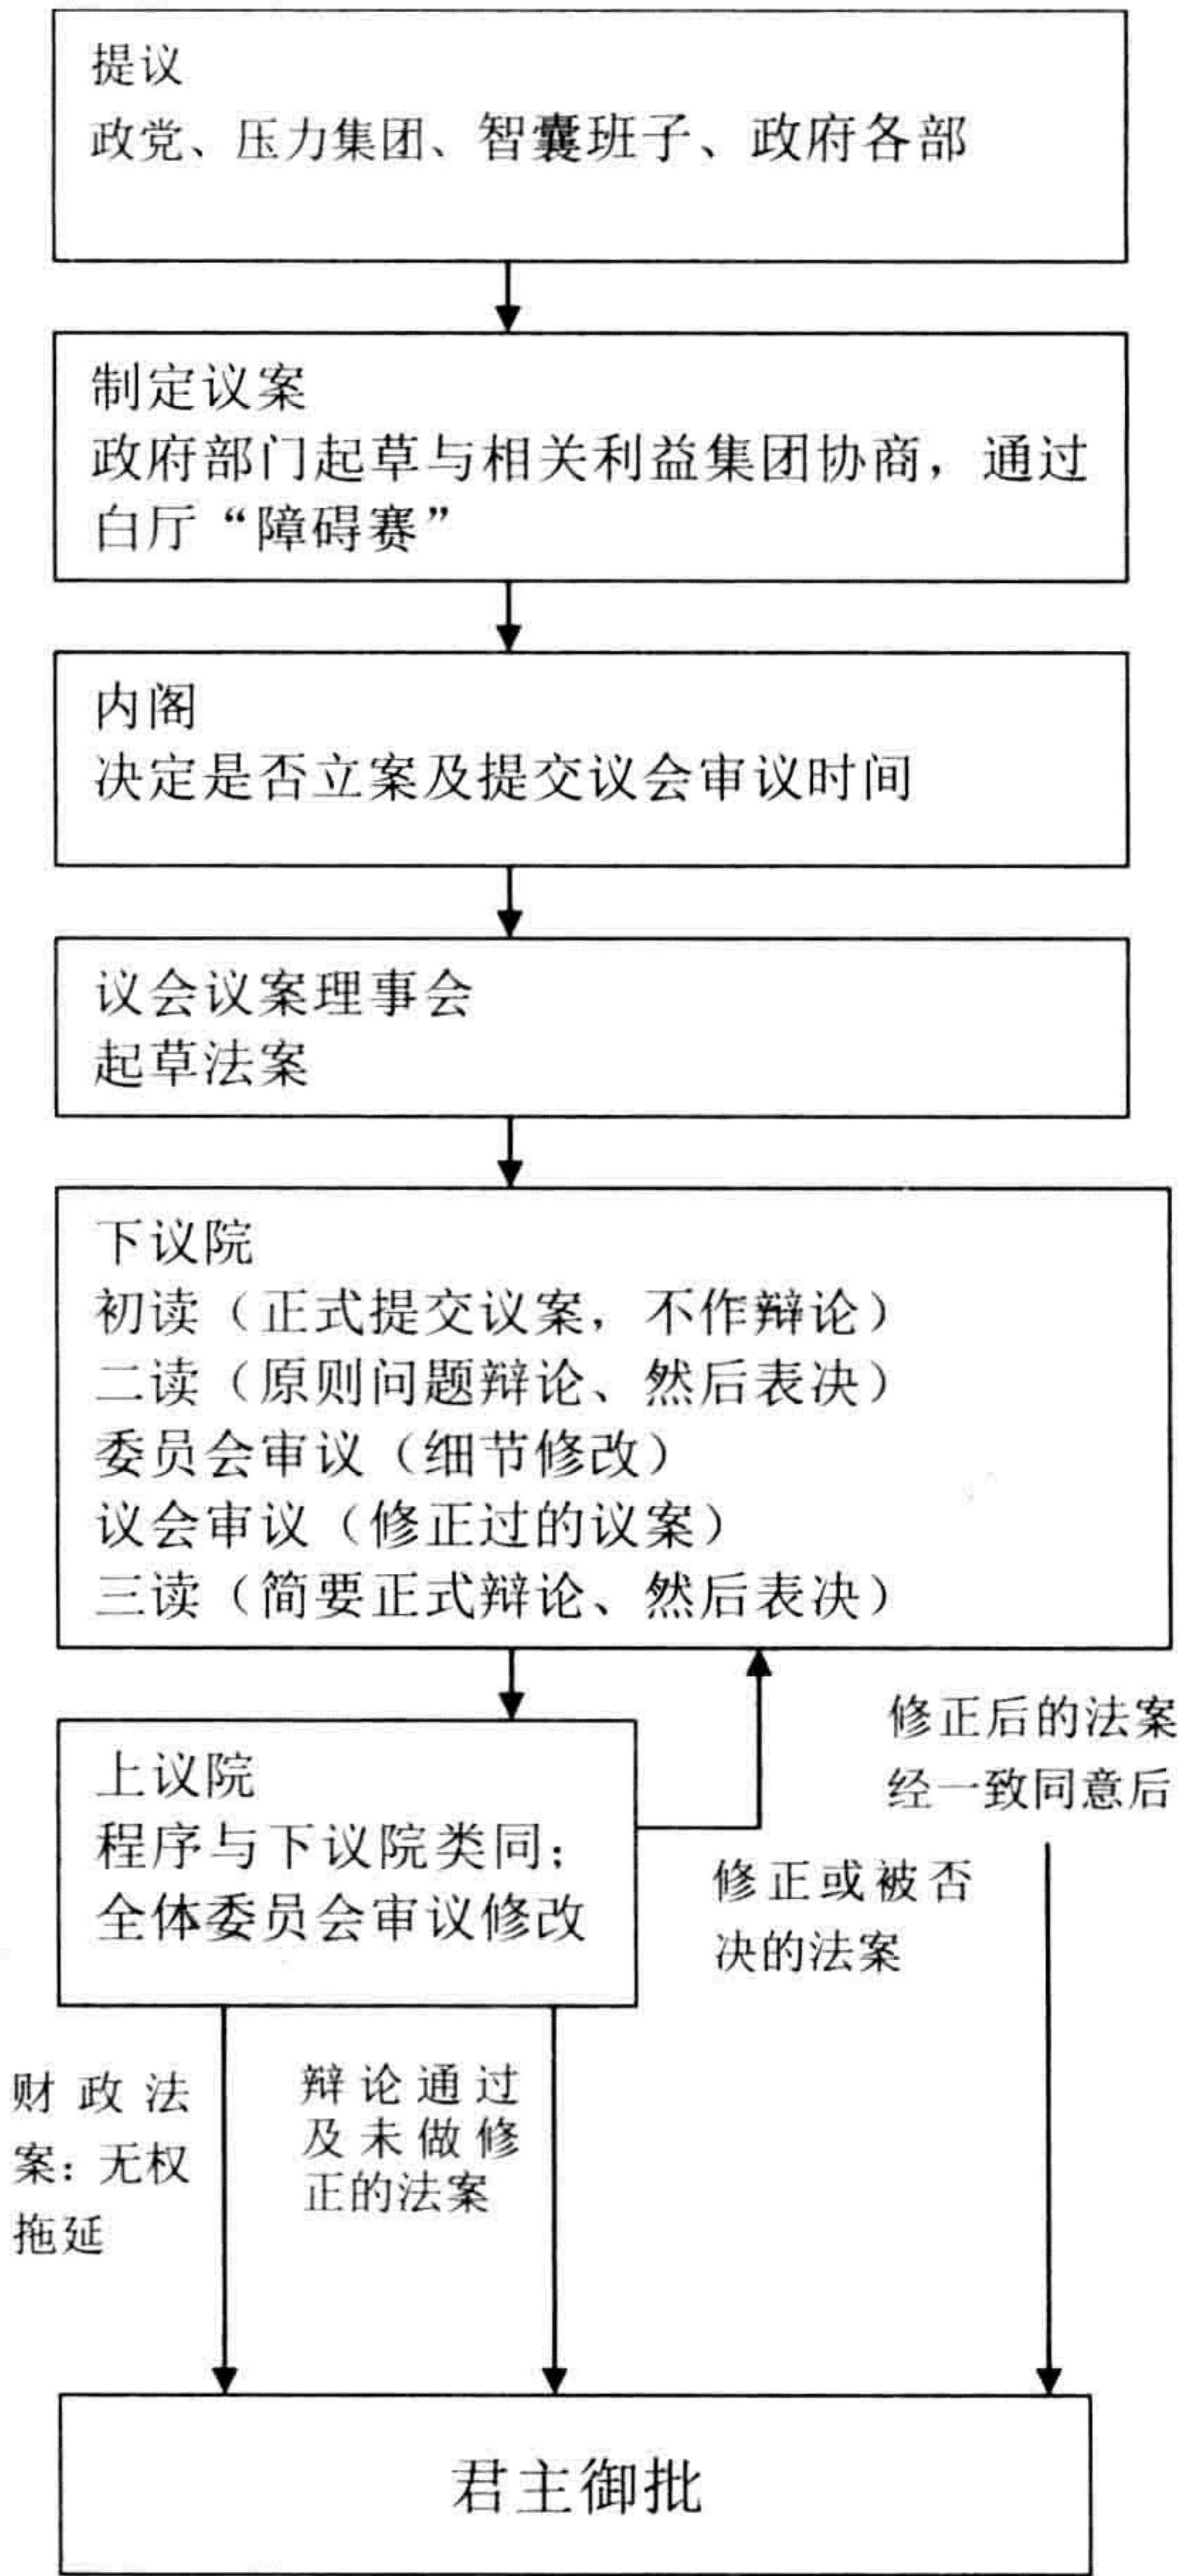 提议
政党、压力集团、智囊班子、政府各部
制定议案
政府部门起草与相关利益集团协商，通过
白厅“障碍赛”
内阁
决定是否立案及提交议会审议时间
议会议案理事会
起草法案
下议院
初读（正式提交议案，不作辩论）
二读（原则问题辩论、然后表决）
委员会审议（细节修改）
议会审议（修正过的议案）
三读（简要正式辩论、然后表决）
修正后的法案
经一致同意后
上议院
程序与下议院类同；
全体委员会审议修改
修正或被否
决的法案
财政法
案：无权
拖延
辩论通过
及未做修
正的法案
君主御批